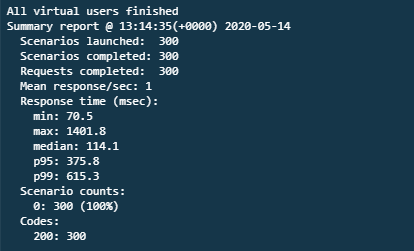 All virtual users finished
Summary report @ 13:14:35(+0000) 2020-05-14
Scenarios launched: 300
Scenarios completed: 300
Requests completed: 300
Mean response/sec: 1
Response time (msec):
min: 70.5
max: 1401.8
median: 114.1
p95: 375.8
p99: 615.3
Scenario counts:
0: 300 (100%)
Codes:
200: 300